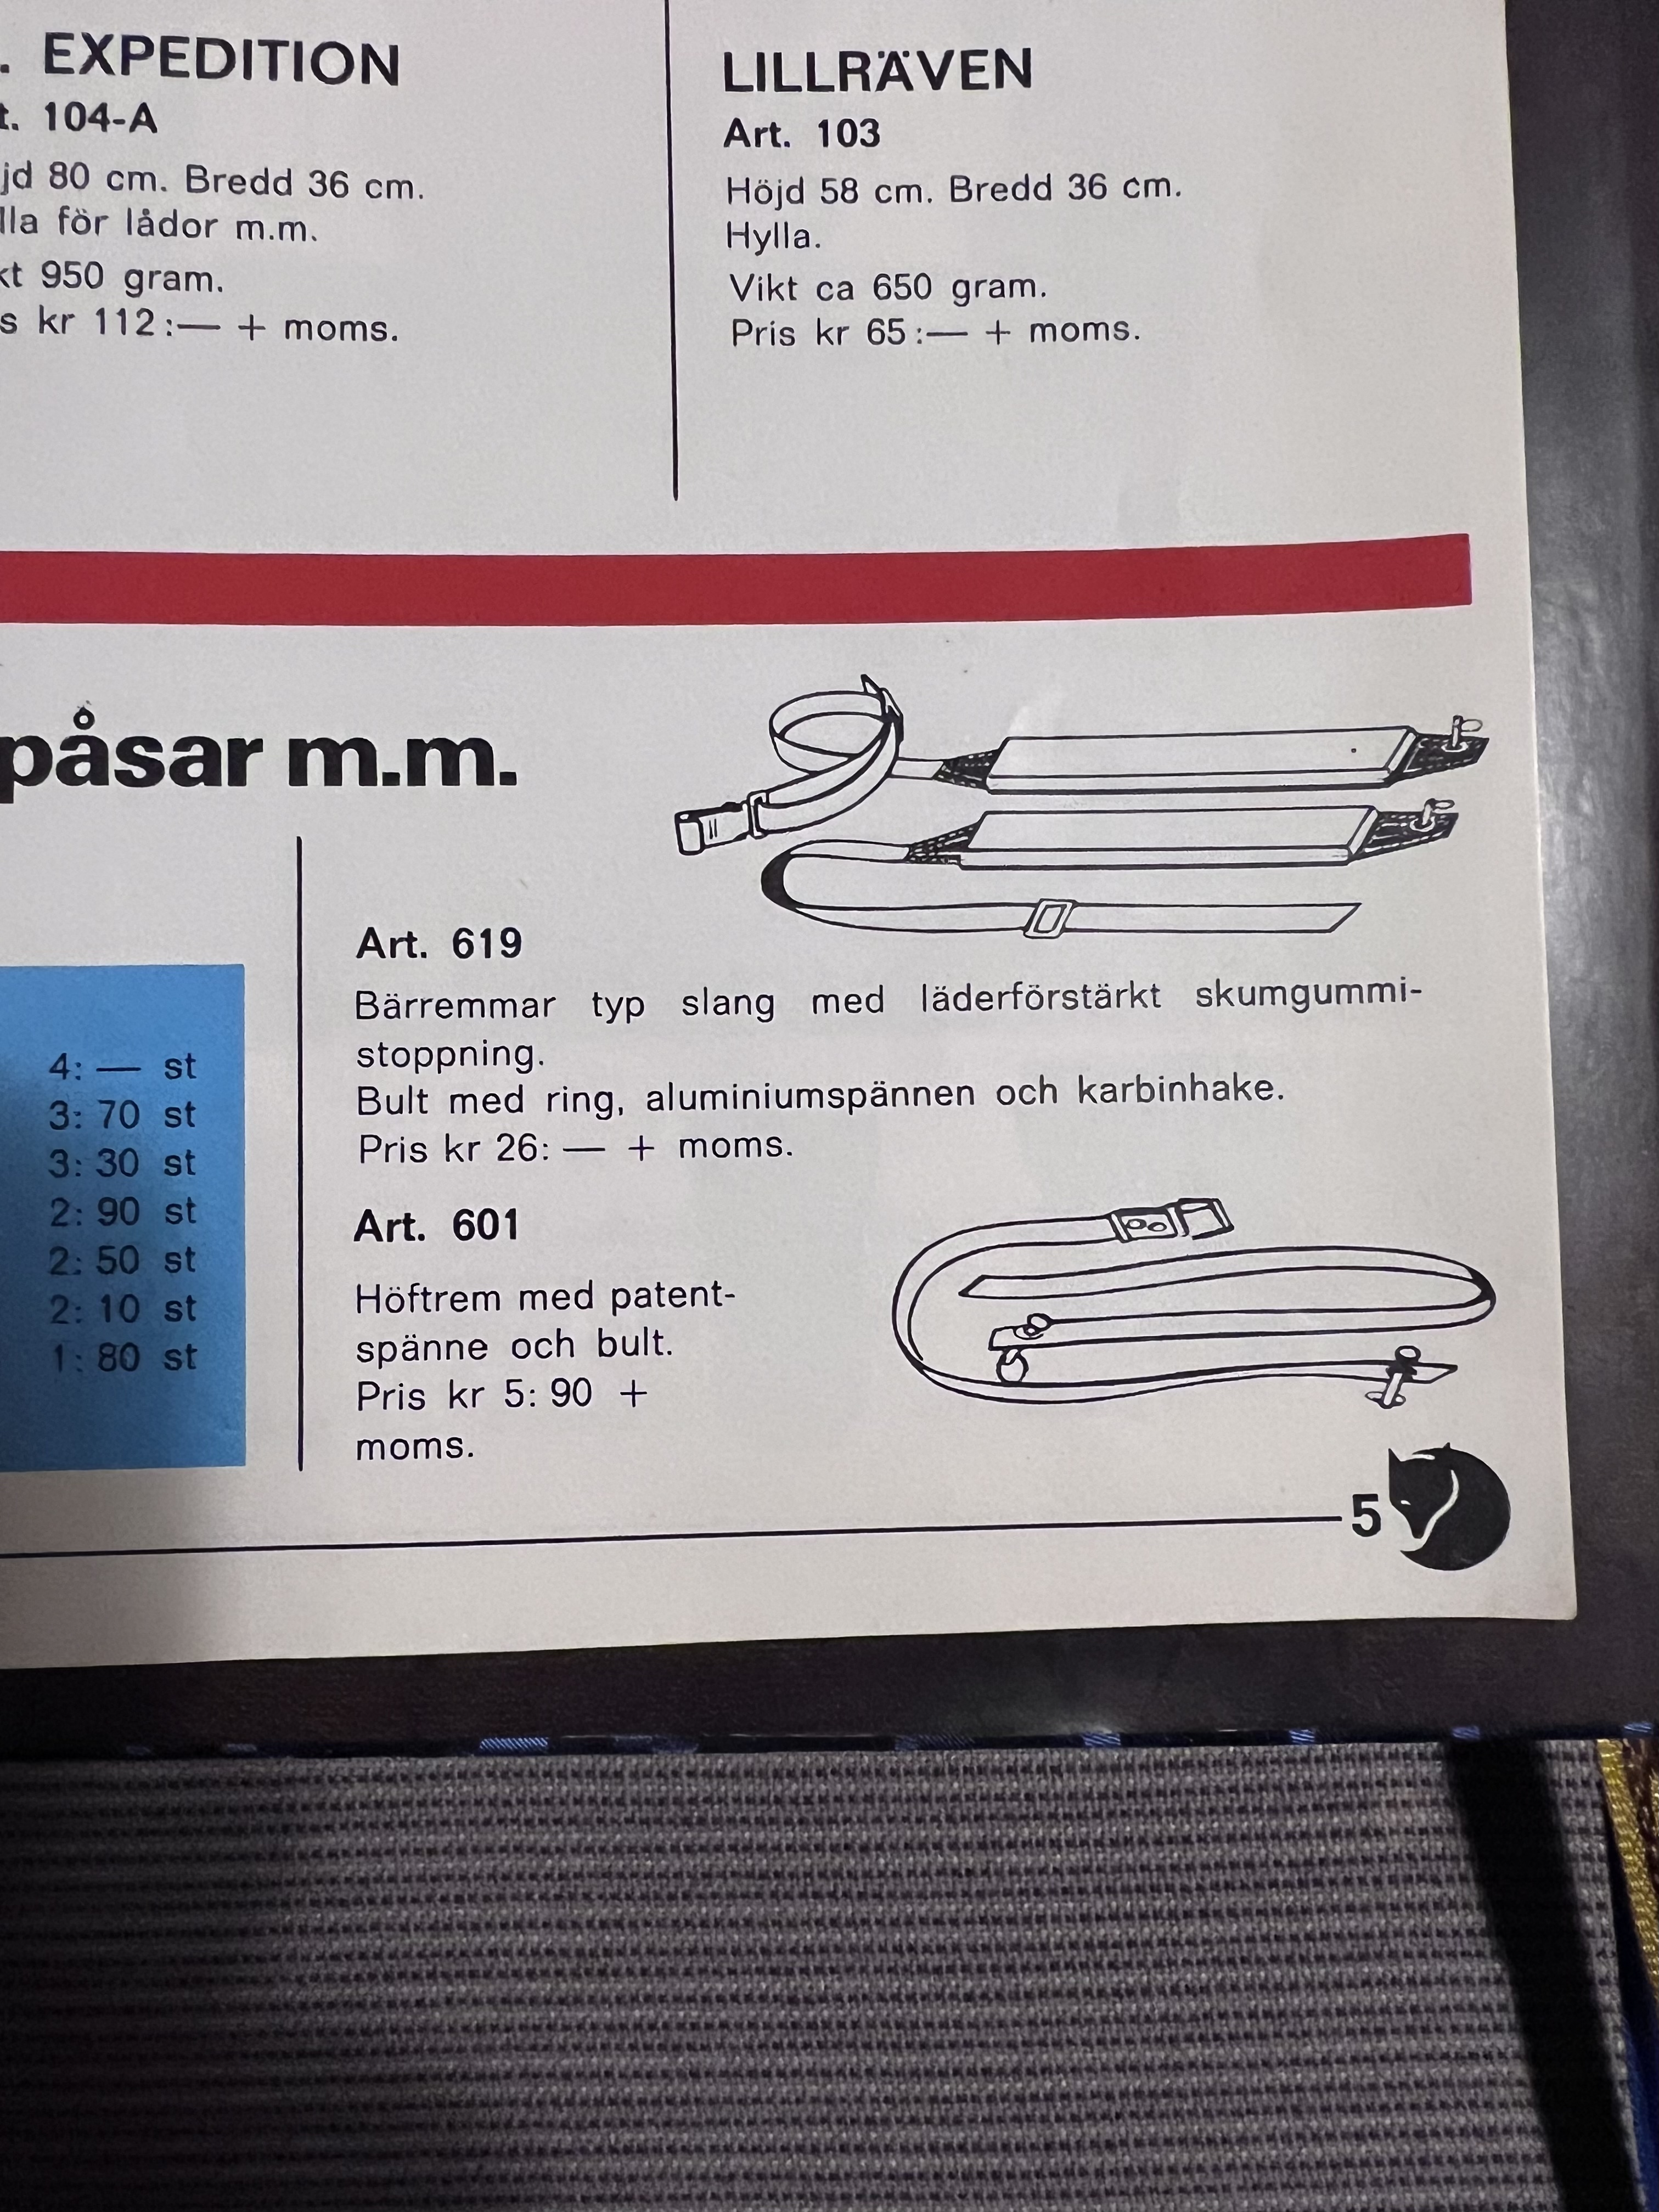 . EXPEDITION
t. 104-A
jd 80 cm. Bredd 36 cm.
lla för lådor m.m.
kt 950 gram.
s kr 112:— + moms.
LILLRÄVEN
Art. 103
Höjd 58 cm. Bredd 36 cm.
Hylla.
Vikt ca 650 gram.
Pris kr 65:— + moms.
påsar m.m.
4: — st
3: 70 st
3: 30 st
2: 90 st
2: 50 st
2: 10 st
1: 80 st
Art. 619
Bärremmar typ slang med läderförstärkt skumgummi-
stoppning.
Bult med ring, aluminiumspännen och karbinhake.
Pris kr 26: — + moms.
Art. 601
Höftrem med patent-
spänne och bult.
Pris kr 5: 90 +
moms.
5